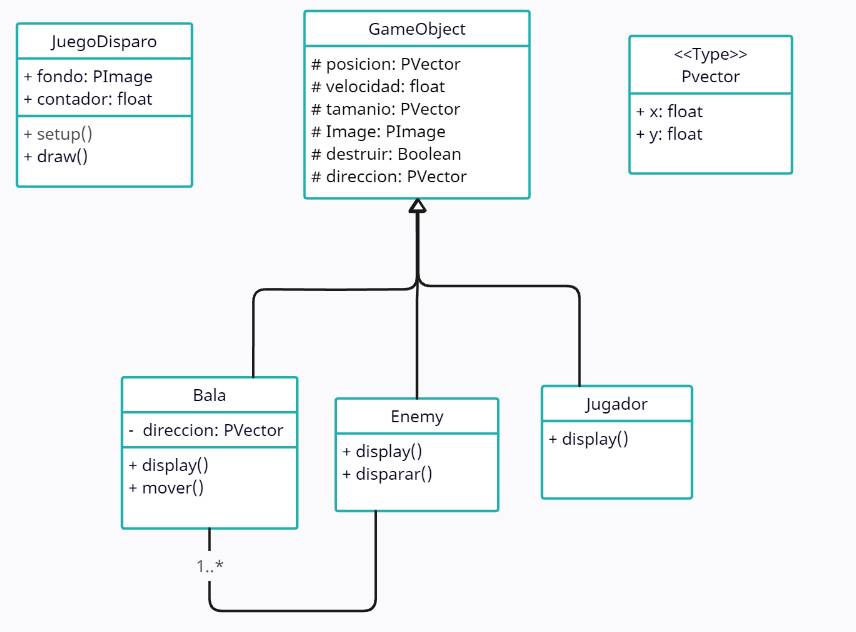 JuegoDisparo
+ fondo: PImage
+ contador: float
+ setup()
+ draw()
GameObject
# posicion: PVector
# velocidad: float
# tamanio: PVector
# Image: PImage
# destruir: Boolean
# direccion: PVector
<<Type>>
Pvector
+ x: float
+ y: float
Bala
- direccion: PVector
+ display()
+ mover()
Enemy
+ display()
+ disparar()
Jugador
+ display()
1..*